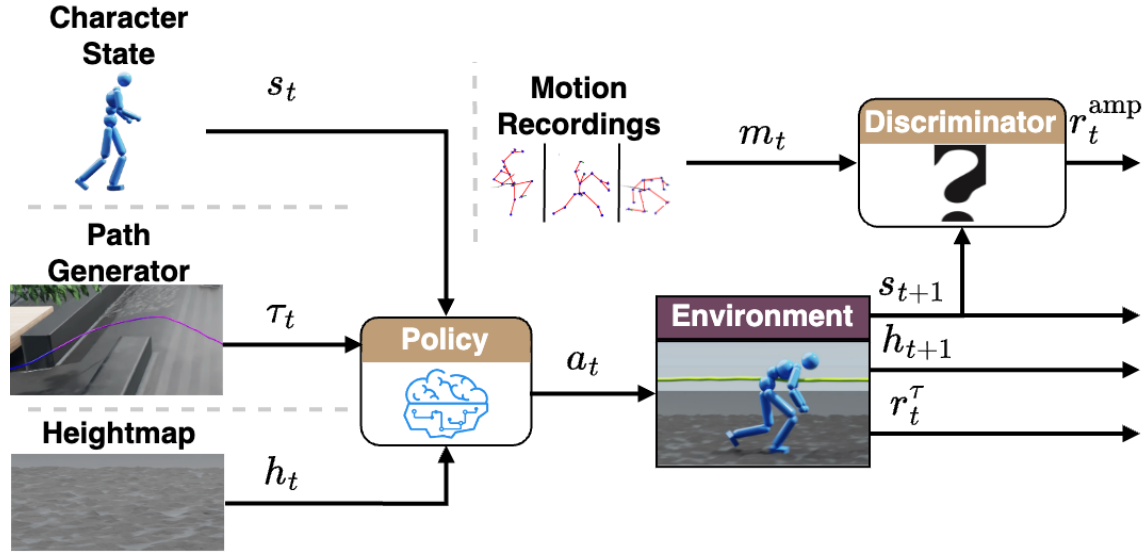 Character
State
s_t
Motion
Recordings
m_t
Discriminator
r_t^amp
?
Path
Generator
τ_t
Policy
a_t
Environment
s_{t+1}
h_{t+1}
r_t^τ
Heightmap
h_t